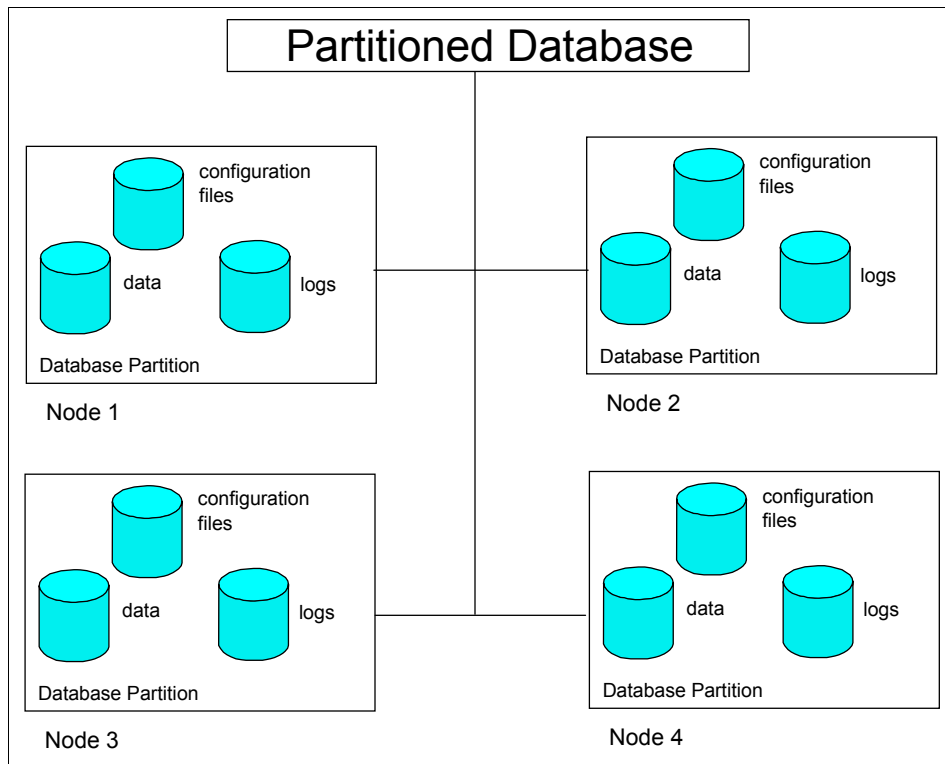 Partitioned Database
configuration
files
data
logs
Database Partition
Node 1
configuration
files
data
logs
Database Partition
Node 2
configuration
files
data
logs
Database Partition
Node 3
configuration
files
data
logs
Database Partition
Node 4